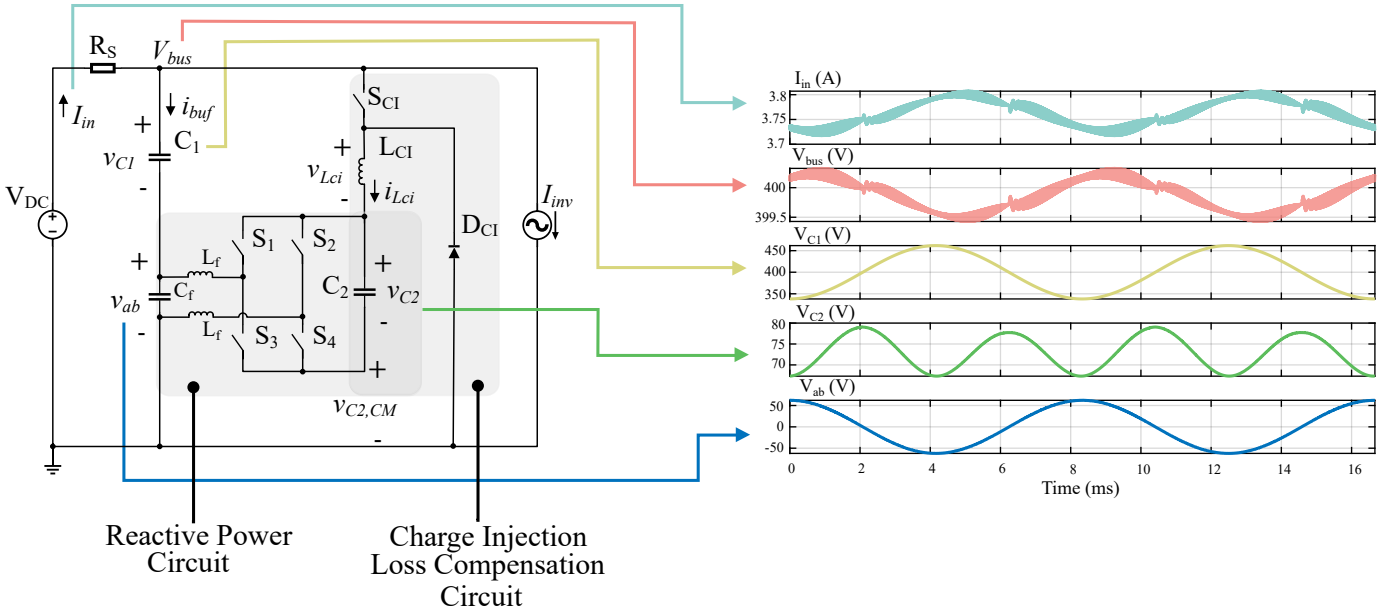 R_S
V_bus
I_in
i_buf
+
C_1
v_C1
-
V_DC
+
-
S_CI
+
L_CI
v_Lci
i_Lci
-
I_inv
D_CI
S_1
S_2
L_f
+
C_f
v_ab
-
L_f
S_3
S_4
C_2
+
v_C2
-
+
v_C2,CM
-
Reactive Power
Circuit
Charge Injection
Loss Compensation
Circuit
I_in (A)
3.8
3.75
3.7
V_bus (V)
400
399.5
V_C1 (V)
450
400
350
V_C2 (V)
80
75
70
V_ab (V)
50
0
-50
0 2 4 6 8 10 12 14 16
Time (ms)